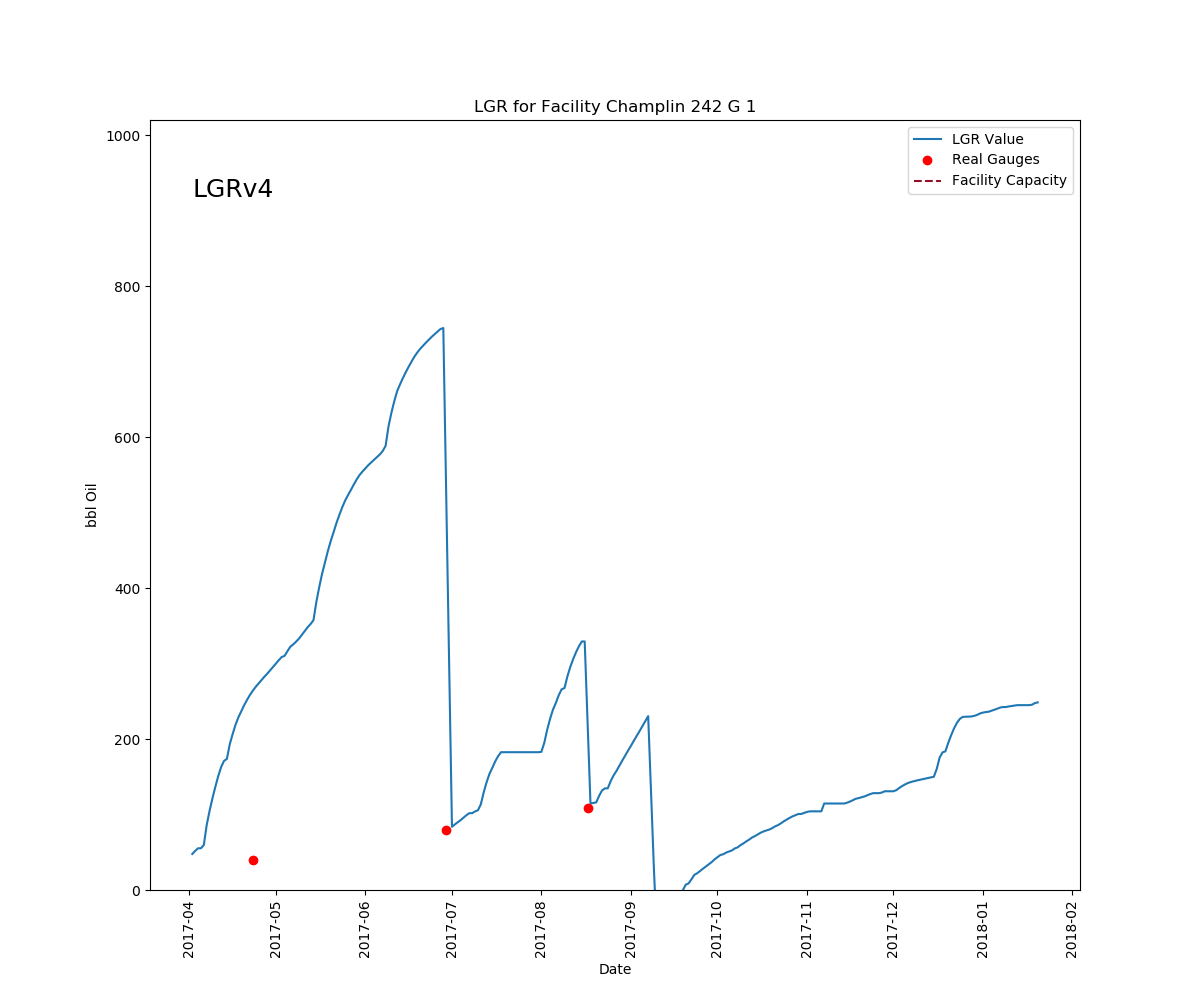 LGR for Facility Champlin 242 G 1
LGRv4
LGR Value
Real Gauges
Facility Capacity
bbl Oil
1000
800
600
400
200
0
2017-04
2017-05
2017-06
2017-07
2017-08
2017-09
2017-10
2017-11
2017-12
2018-01
2018-02
Date